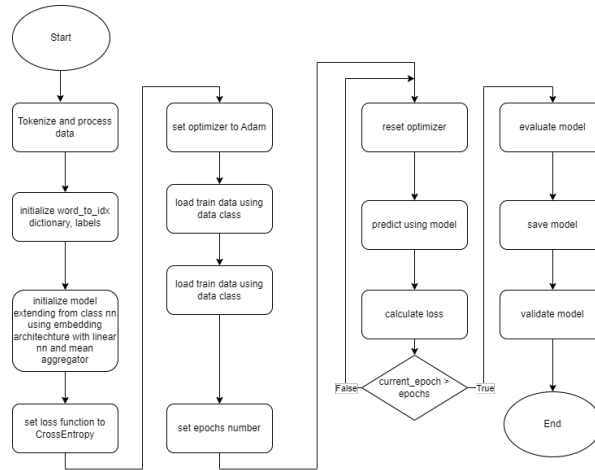 Start
Tokenize and process
data
initialize word_to_idx
dictionary, labels
initialize model
extending from class nn
using embedding
architechture with linear
nn and mean
aggregator
set loss function to
CrossEntropy
set optimizer to Adam
load train data using
data class
load train data using
data class
set epochs number
reset optimizer
predict using model
calculate loss
current_epoch >
epochs
False
True
evaluate model
save model
validate model
End